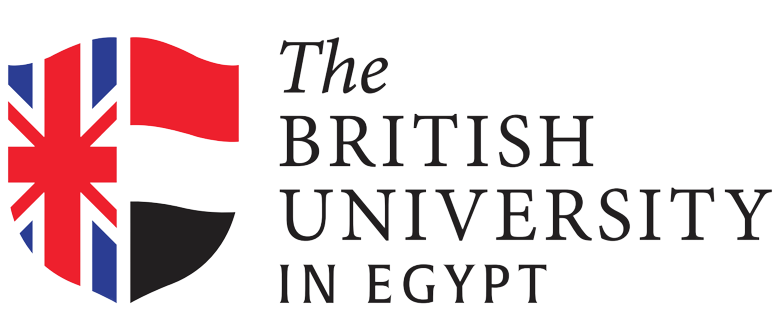 The
BRITISH
UNIVERSITY
IN EGYPT